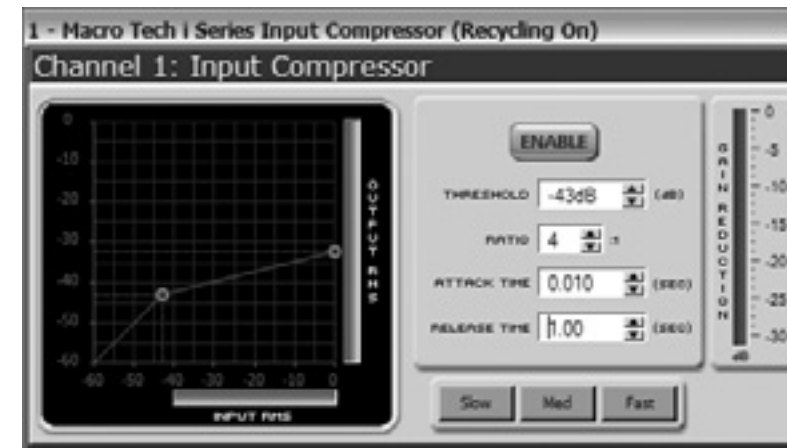 1 - Macro Tech i Series Input Compressor (Recycling On)
Channel 1: Input Compressor
0
-10
-20
-30
-40
-50
-60
-60 -50 -40 -30 -20 -10 0
OUTPUT RMS
INPUT RMS
ENABLE
THRESHOLD -43dB (dB)
RATIO 4 :1
ATTACK TIME 0.010 (SEC)
RELEASE TIME 1.00 (SEC)
Slow Med Fast
GAIN REDUCTION
0
-5
-10
-15
-20
-25
-30
dB